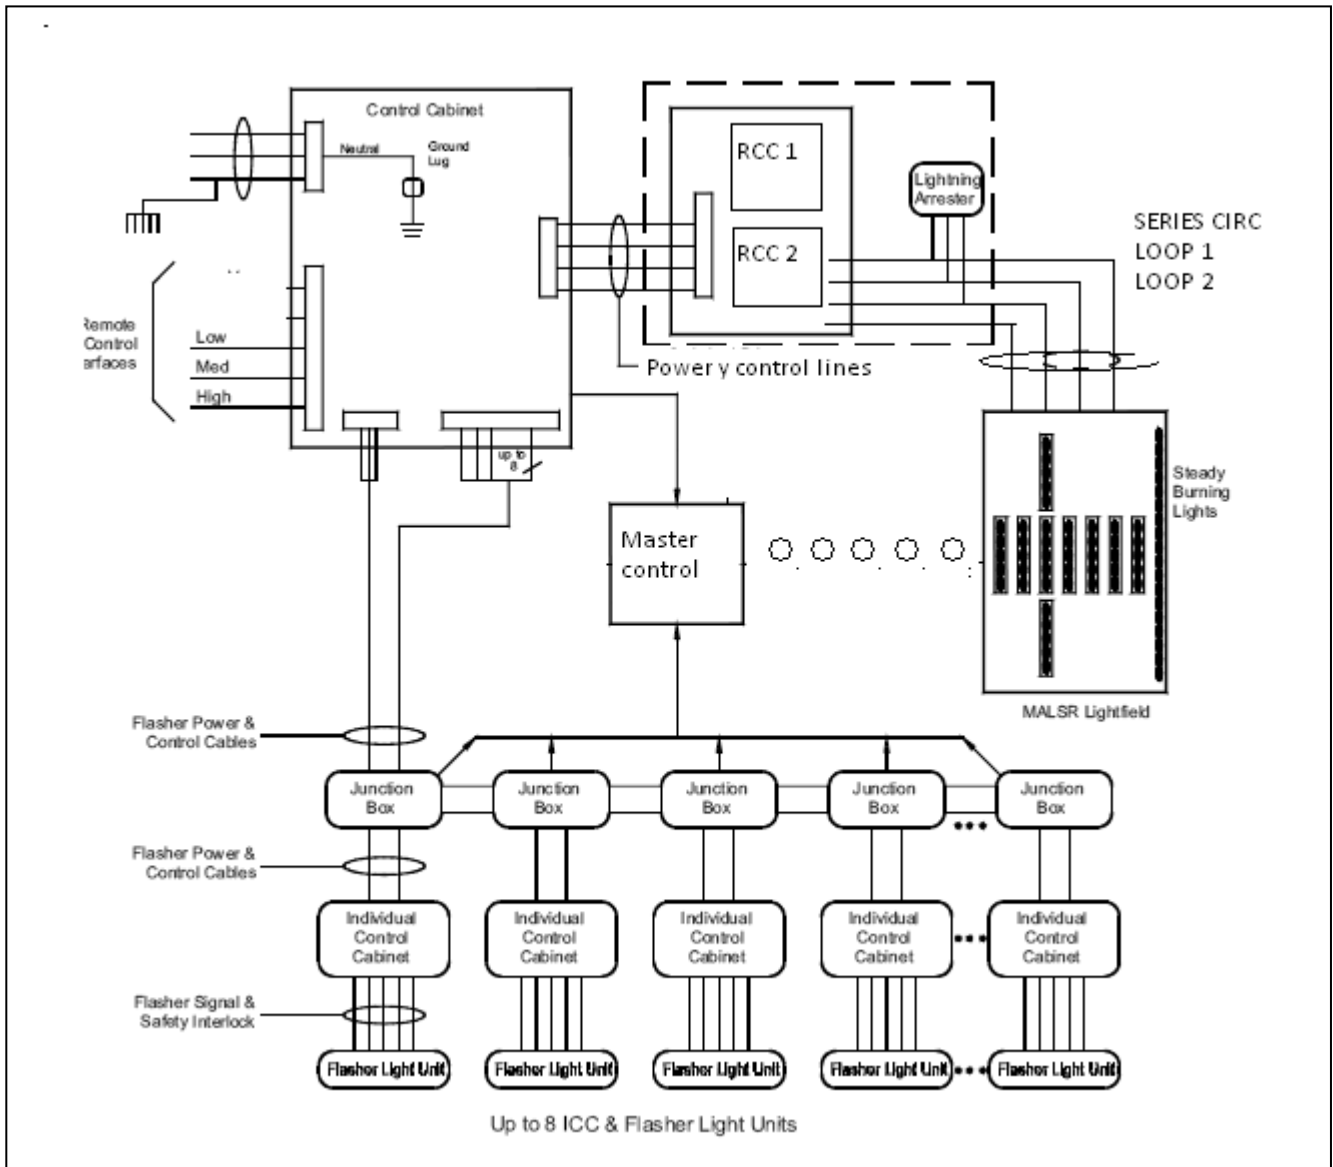 Control Cabinet
Neutral
Ground
Lug
RCC 1
RCC 2
Lightning
Arrester
SERIES CIRC
LOOP 1
LOOP 2
Remote
Control
erfaces
Low
Med
High
Power y control lines
up to
8
Master
control
Steady
Burning
Lights
MALSR Lightfield
Flasher Power &
Control Cables
Junction
Box
Junction
Box
Junction
Box
Junction
Box
Junction
Box
Flasher Power &
Control Cables
Individual
Control
Cabinet
Individual
Control
Cabinet
Individual
Control
Cabinet
Individual
Control
Cabinet
Individual
Control
Cabinet
Flasher Signal &
Safety Interlock
Flasher Light Unit
Flasher Light Unit
Flasher Light Unit
Flasher Light Unit
Flasher Light Unit
Up to 8 ICC & Flasher Light Units